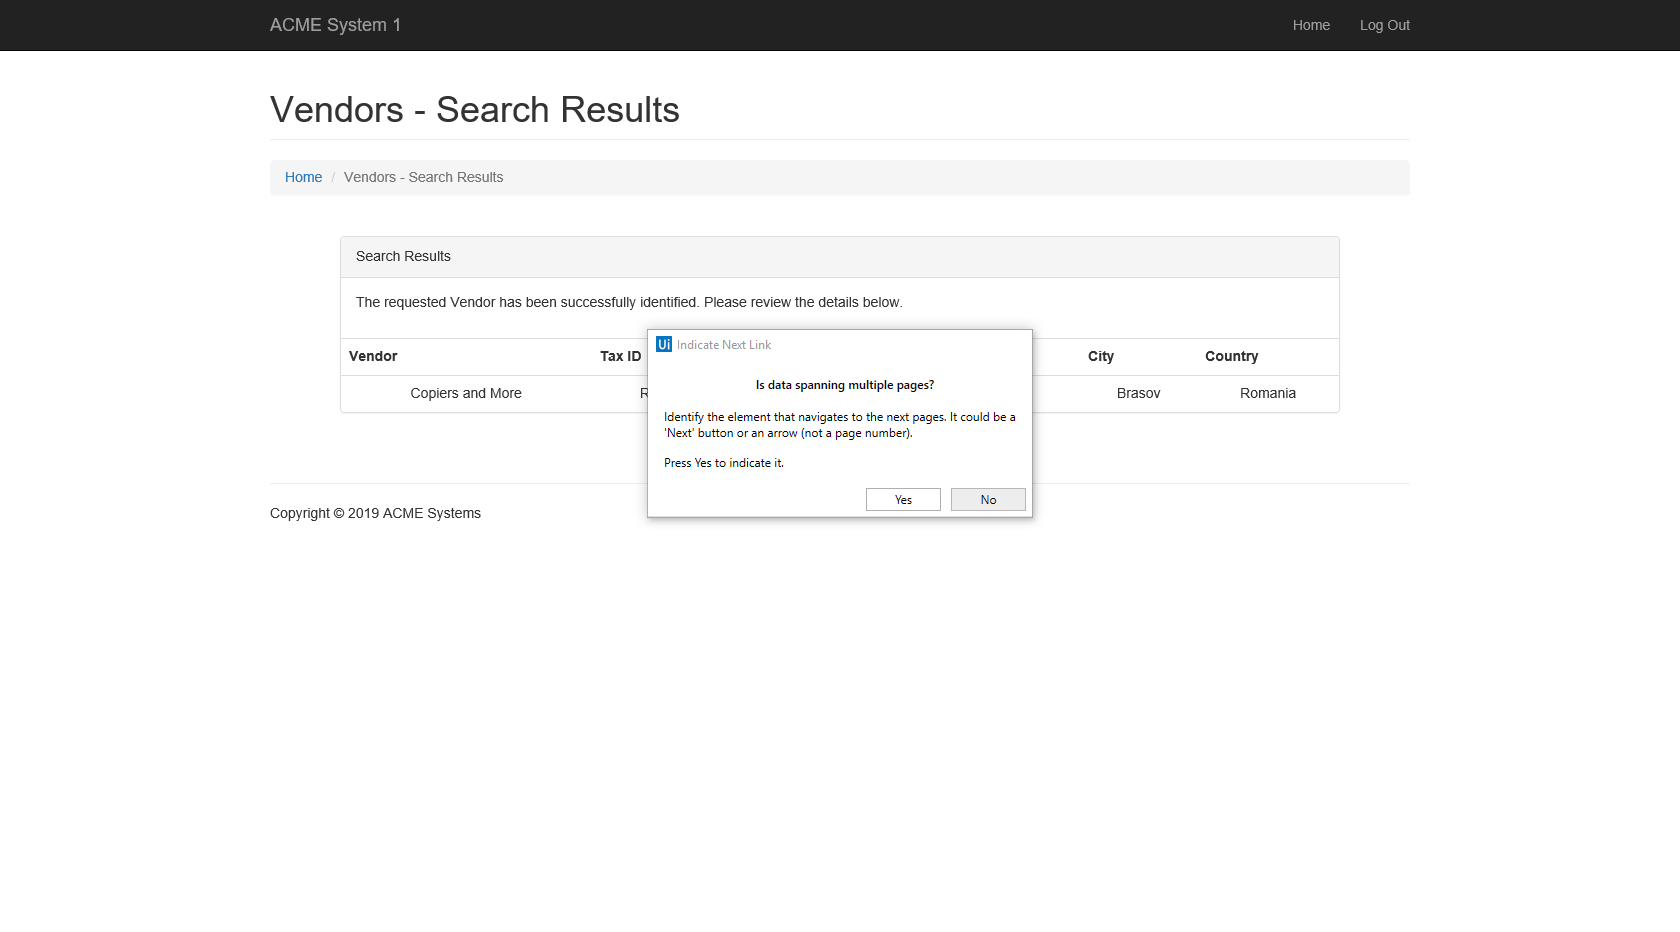 ACME System 1 Home Log Out
Vendors - Search Results
Home / Vendors - Search Results
Search Results
The requested Vendor has been successfully identified. Please review the details below.
Vendor Tax ID City Country
Copiers and More R Brasov Romania
Ui Indicate Next Link
Is data spanning multiple pages?
Identify the element that navigates to the next pages. It could be a
'Next' button or an arrow (not a page number).
Press Yes to indicate it.
Yes No
Copyright © 2019 ACME Systems